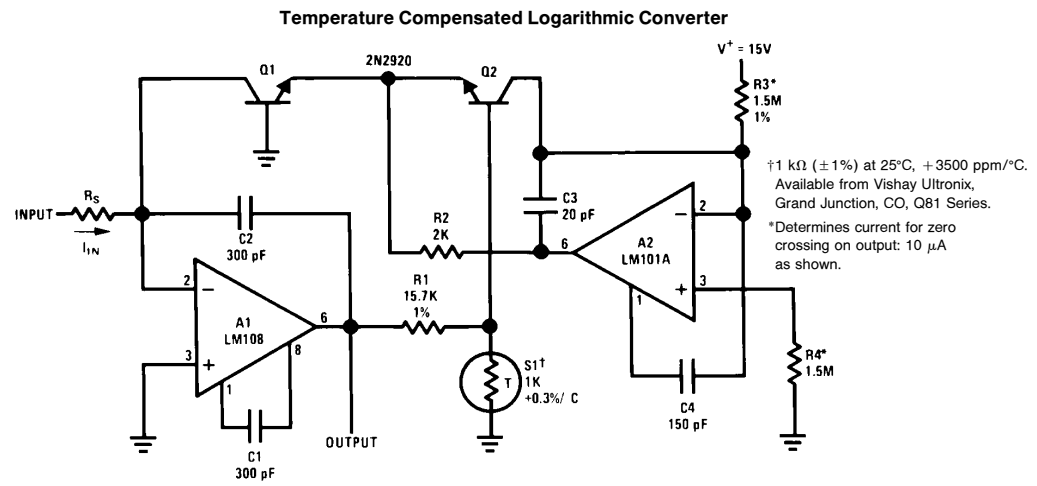 Temperature Compensated Logarithmic Converter
V+ = 15V
Q1
2N2920
Q2
R3*
1.5M
1%
†1 kΩ (±1%) at 25°C, +3500 ppm/°C.
Available from Vishay Ultronix,
Grand Junction, CO, Q81 Series.
*Determines current for zero
crossing on output: 10 μA
as shown.
RS
INPUT
IIN
C2
300 pF
R2
2K
C3
20 pF
6
A2
LM101A
2
−
3
+
1
R1
15.7K
1%
2
−
A1
LM108
6
3
+
8
1
S1†
T
1K
+0.3%/ C
R4*
1.5M
C4
150 pF
C1
300 pF
OUTPUT